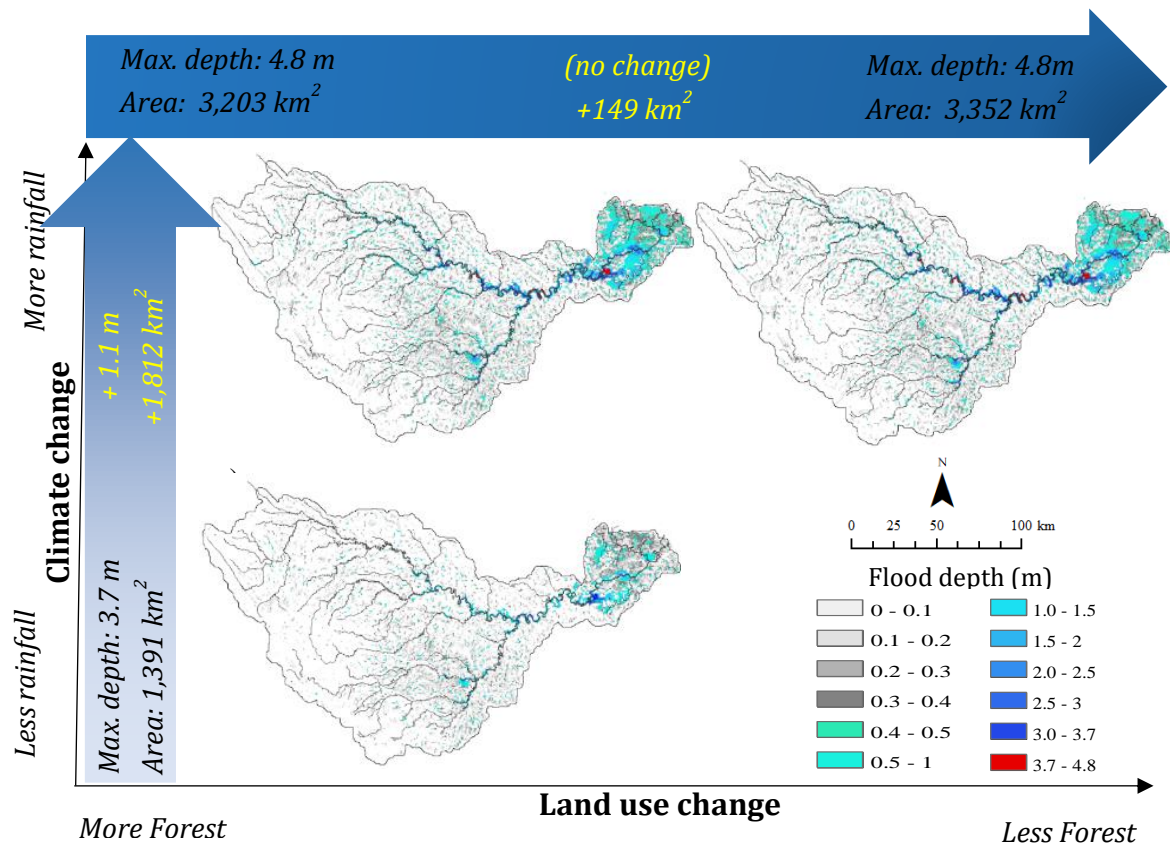 Max. depth: 4.8 m
Area: 3,203 km²
(no change)
+149 km²
Max. depth: 4.8m
Area: 3,352 km²
More rainfall
Less rainfall
Climate change
+ 1.1 m
+1,812 km²
Max. depth: 3.7 m
Area: 1,391 km²
N
0 25 50 100 km
Flood depth (m)
0 - 0.1
0.1 - 0.2
0.2 - 0.3
0.3 - 0.4
0.4 - 0.5
0.5 - 1
1.0 - 1.5
1.5 - 2
2.0 - 2.5
2.5 - 3
3.0 - 3.7
3.7 - 4.8
Land use change
More Forest
Less Forest